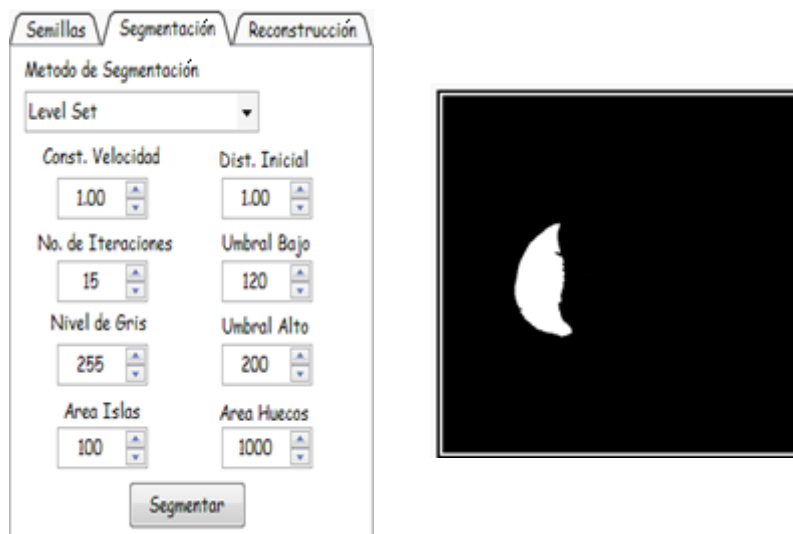 Semillas Segmentación Reconstrucción
Metodo de Segmentación
Level Set
Const. Velocidad Dist. Inicial
1.00 1.00
No. de Iteraciones Umbral Bajo
15 120
Nivel de Gris Umbral Alto
255 200
Area Islas Area Huecos
100 1000
Segmentar